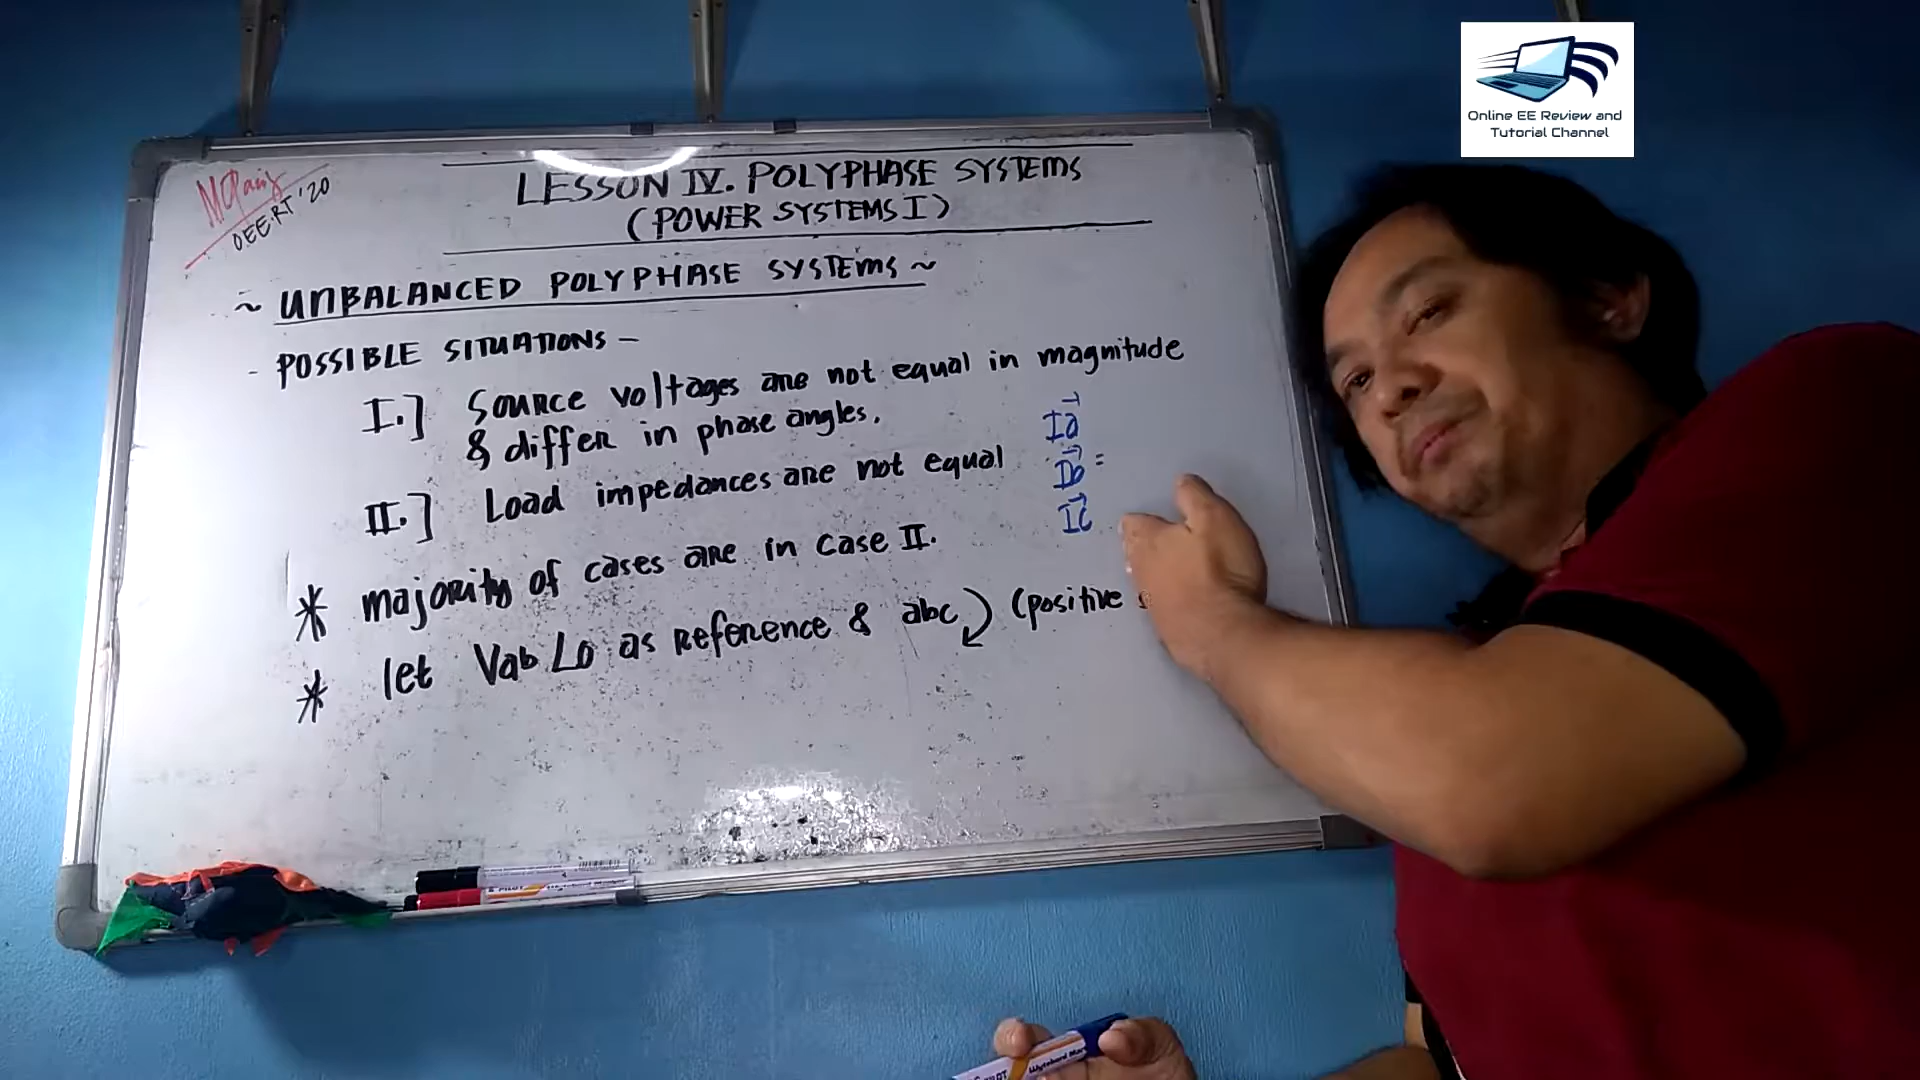 Online EE Review and
Tutorial Channel
OEERT '20
LESSON IV. POLYPHASE SYSTEMS
(POWER SYSTEMS I)
~ UNBALANCED POLYPHASE SYSTEMS ~
- POSSIBLE SITUATIONS -
I.] Source voltages are not equal in magnitude
& differ in phase angles.
II.] Load impedances are not equal
Ia
Ib =
Ic
* majority of cases are in case II.
* let Vab L0 as reference & abc (positive
PILOT